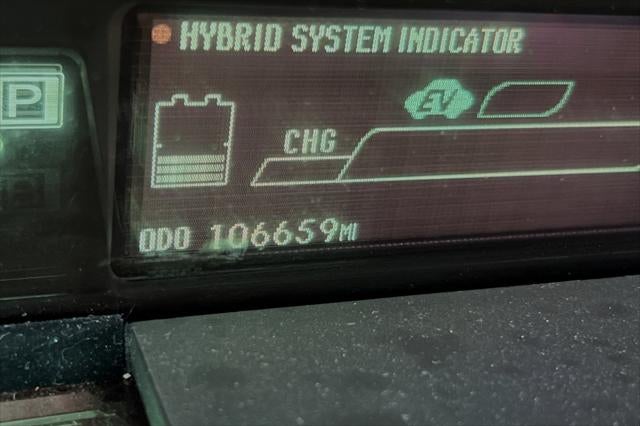 HYBRID SYSTEM INDICATOR
P
EV
CHG
ODO 106659MI